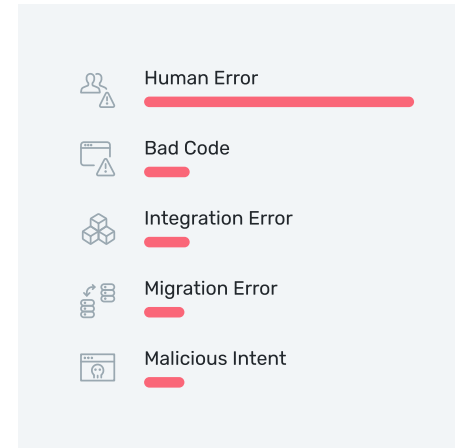 Human Error
Bad Code
Integration Error
Migration Error
Malicious Intent